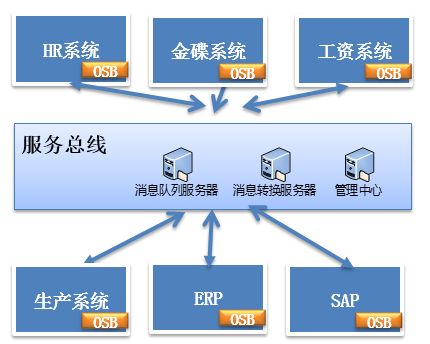 HR系统
OSB
金碟系统
OSB
工资系统
OSB
服务总线
消息队列服务器
消息转换服务器
管理中心
生产系统
OSB
ERP
OSB
SAP
OSB